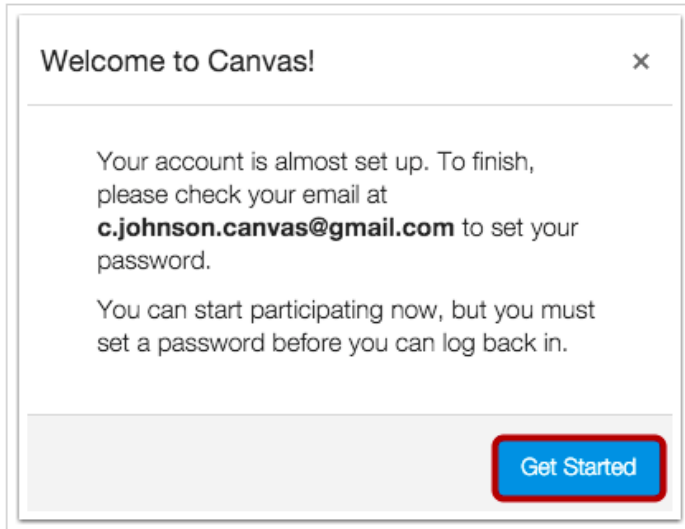 Welcome to Canvas!
×
Your account is almost set up. To finish,
please check your email at
c.johnson.canvas@gmail.com to set your
password.
You can start participating now, but you must
set a password before you can log back in.
Get Started